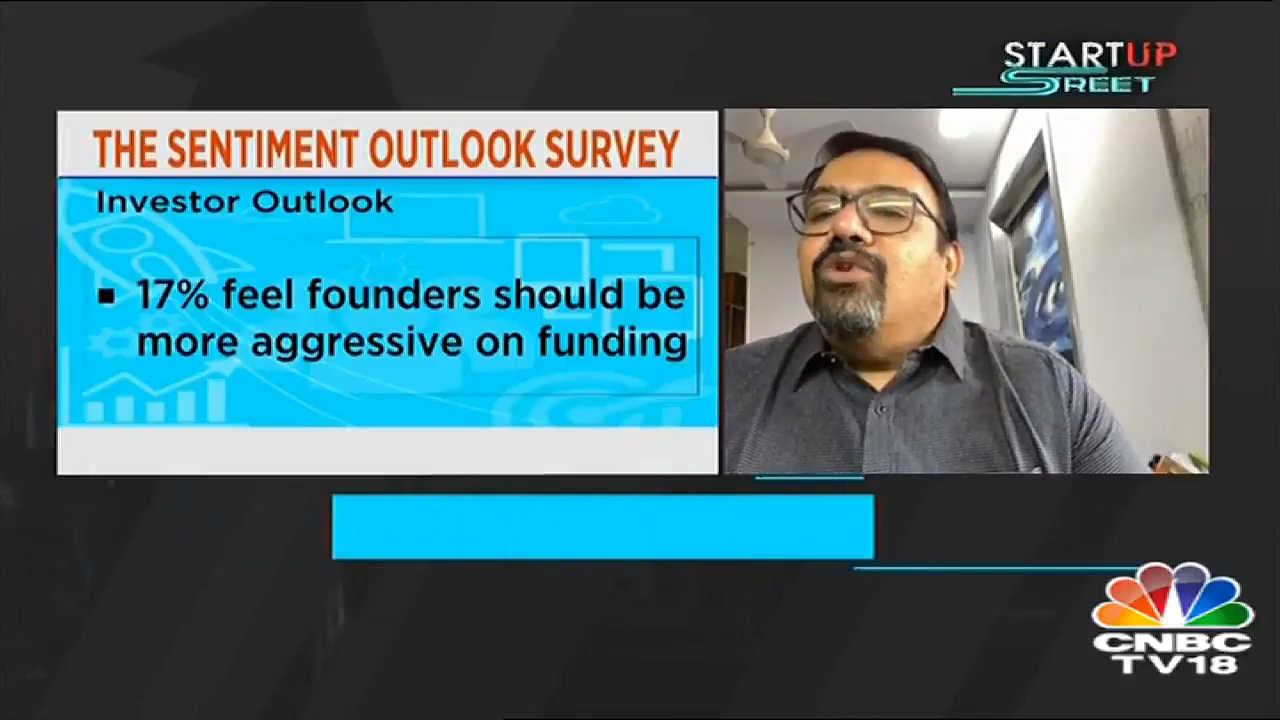 STARTUP
STREET
THE SENTIMENT OUTLOOK SURVEY
Investor Outlook
▪ 17% feel founders should be
more aggressive on funding
CNBC
TV18